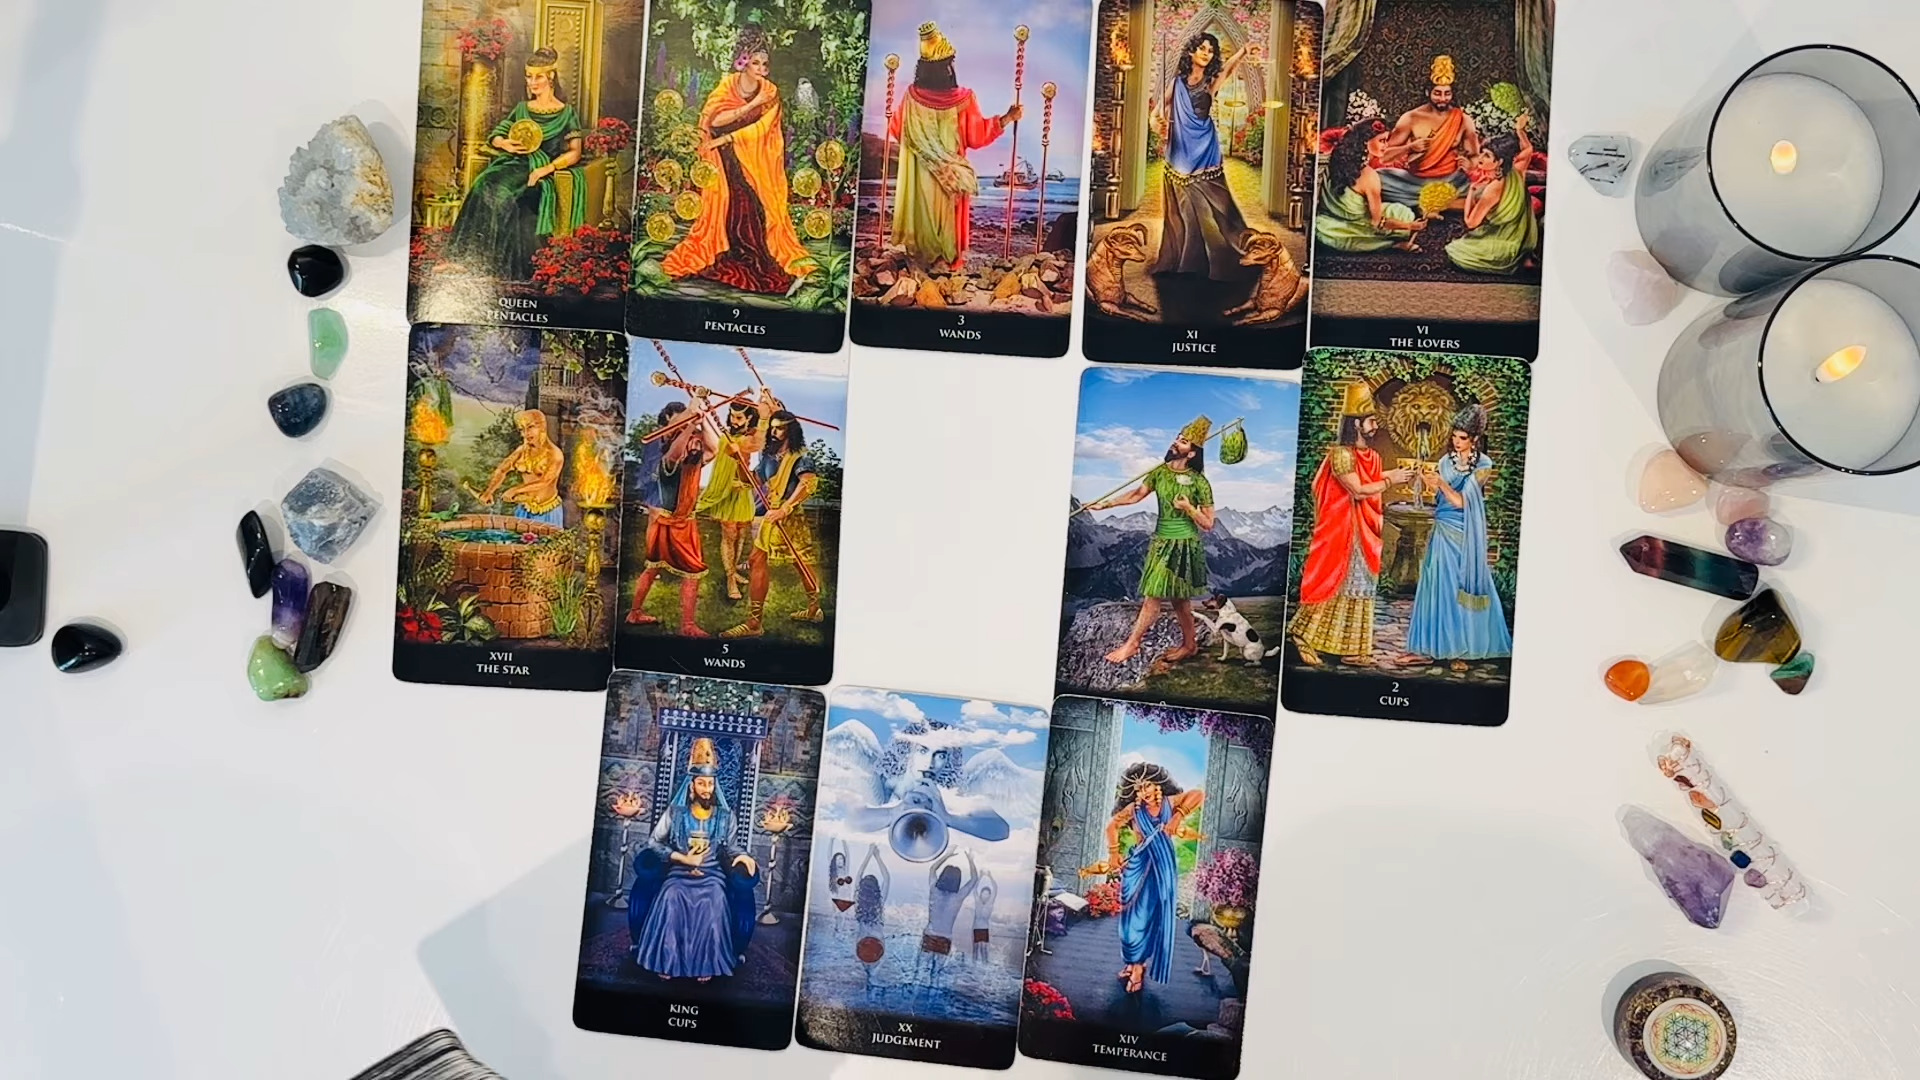 QUEEN
PENTACLES
9
PENTACLES
3
WANDS
XI
JUSTICE
VI
THE LOVERS
XVII
THE STAR
5
WANDS
2
CUPS
KING
CUPS
XX
JUDGEMENT
XIV
TEMPERANCE